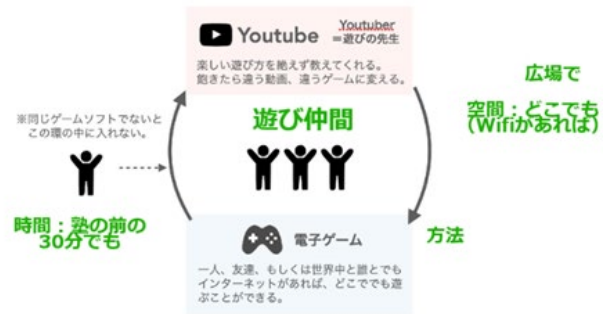 Youtube
Youtuber
=遊びの先生
楽しい遊び方を絶えず教えてくれる。
飽きたら違う動画、違うゲームに変える。
広場で
空間：どこでも
（Wifiがあれば）
※同じゲームソフトでないと
この環の中に入れない。
遊び仲間
時間：塾の前の
30分でも
方法
電子ゲーム
一人、友達、もしくは世界中と誰とでも
インターネットがあれば、どこででも遊
ぶことができる。